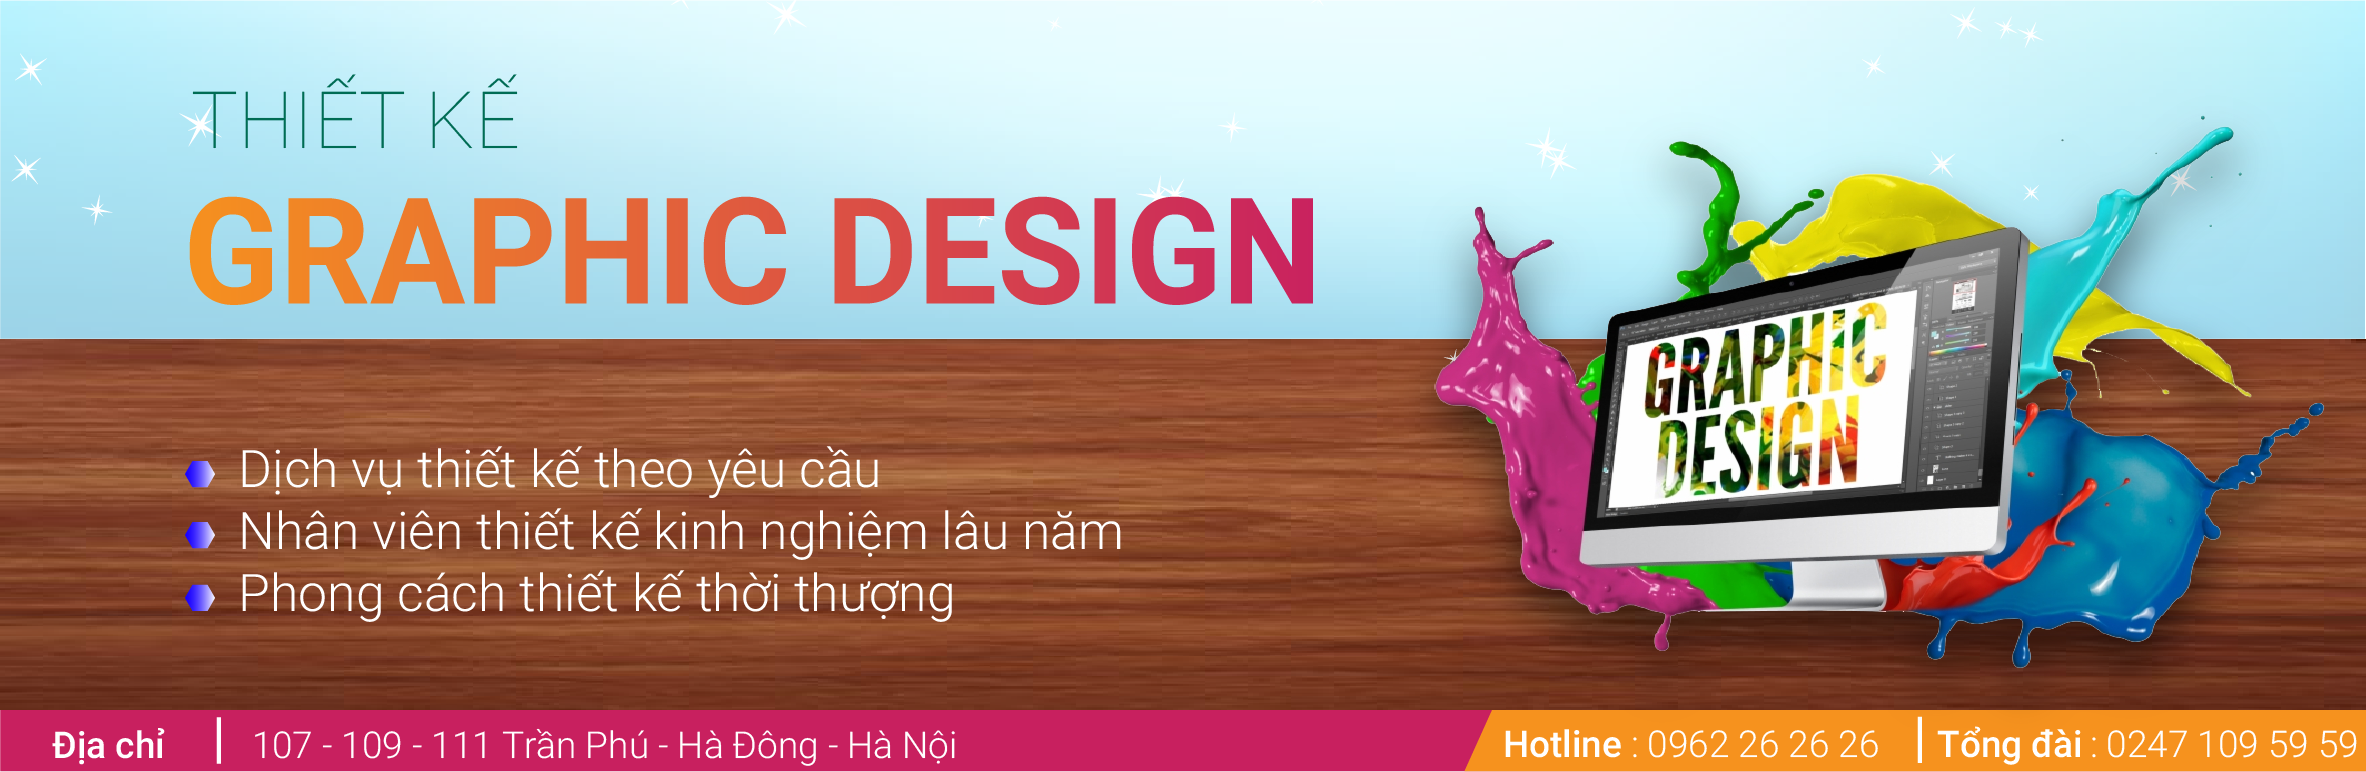 THIẾT KẾ
GRAPHIC DESIGN
GRAPHIC
DESIGN
Dịch vụ thiết kế theo yêu cầu
Nhân viên thiết kế kinh nghiệm lâu năm
Phong cách thiết kế thời thượng
Địa chỉ | 107 - 109 - 111 Trần Phú - Hà Đông - Hà Nội
Hotline : 0962 26 26 26 | Tổng đài : 0247 109 59 59